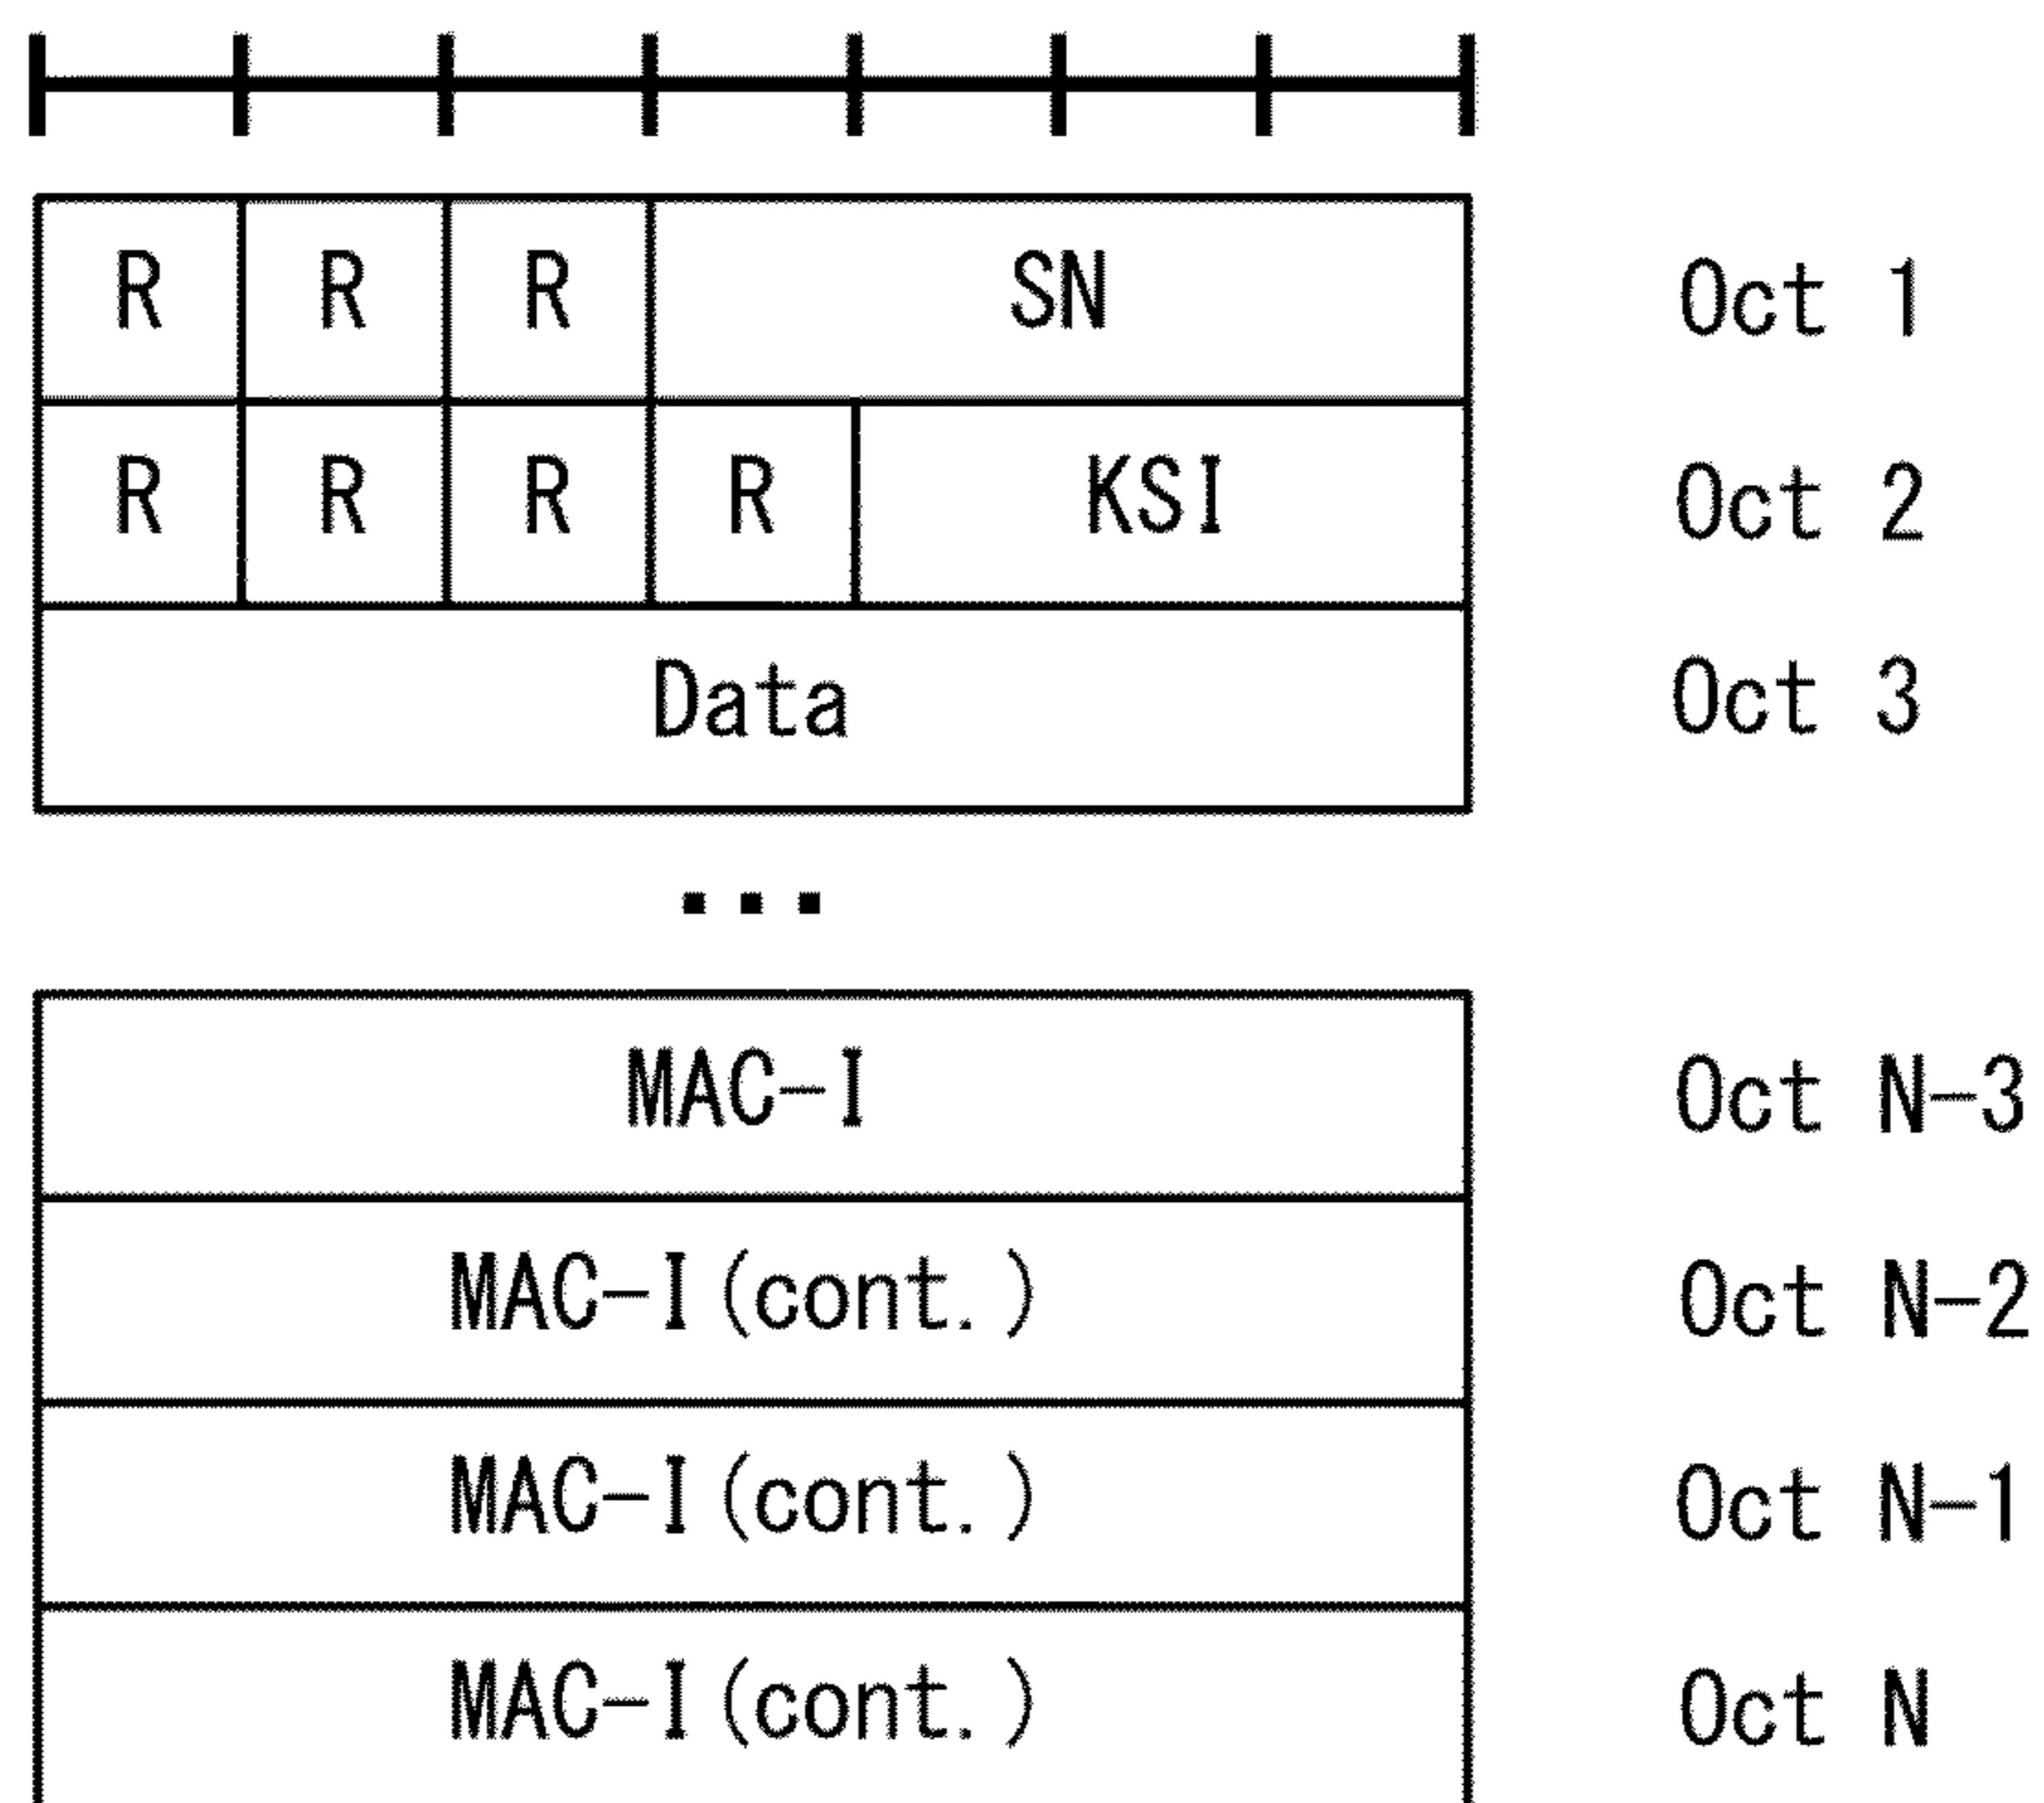 R R R SN Oct 1
R R R R KSI Oct 2
Data Oct 3
...
MAC-I Oct N-3
MAC-I(cont.) Oct N-2
MAC-I(cont.) Oct N-1
MAC-I(cont.) Oct N